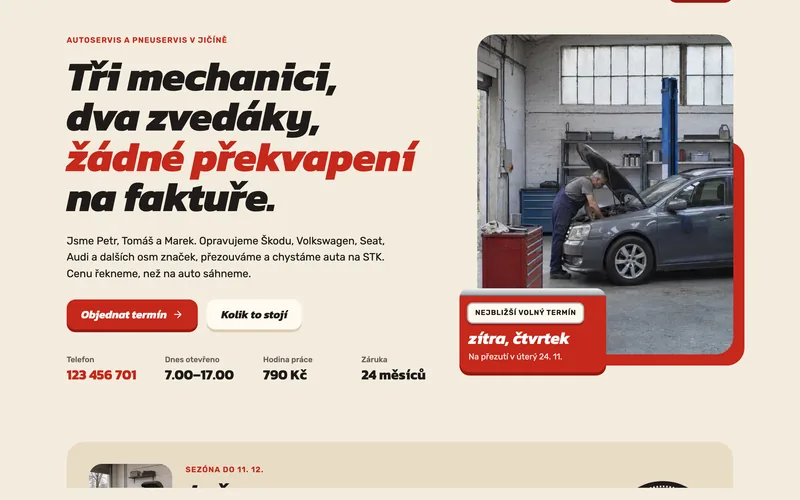 AUTOSERVIS A PNEUSERVIS V JIČÍNĚ
Tři mechanici,
dva zvedáky,
žádné překvapení
na faktuře.
Jsme Petr, Tomáš a Marek. Opravujeme Škodu, Volkswagen, Seat,
Audi a dalších osm značek, přezouváme a chystáme auta na STK.
Cenu řekneme, než na auto sáhneme.
Objednat termín →
Kolik to stojí
Telefon
123 456 701
Dnes otevřeno
7.00–17.00
Hodina práce
790 Kč
Záruka
24 měsíců
NEJBLIŽŠÍ VOLNÝ TERMÍN
zítra, čtvrtek
Na přezutí v úterý 24. 11.
SEZÓNA DO 11. 12.